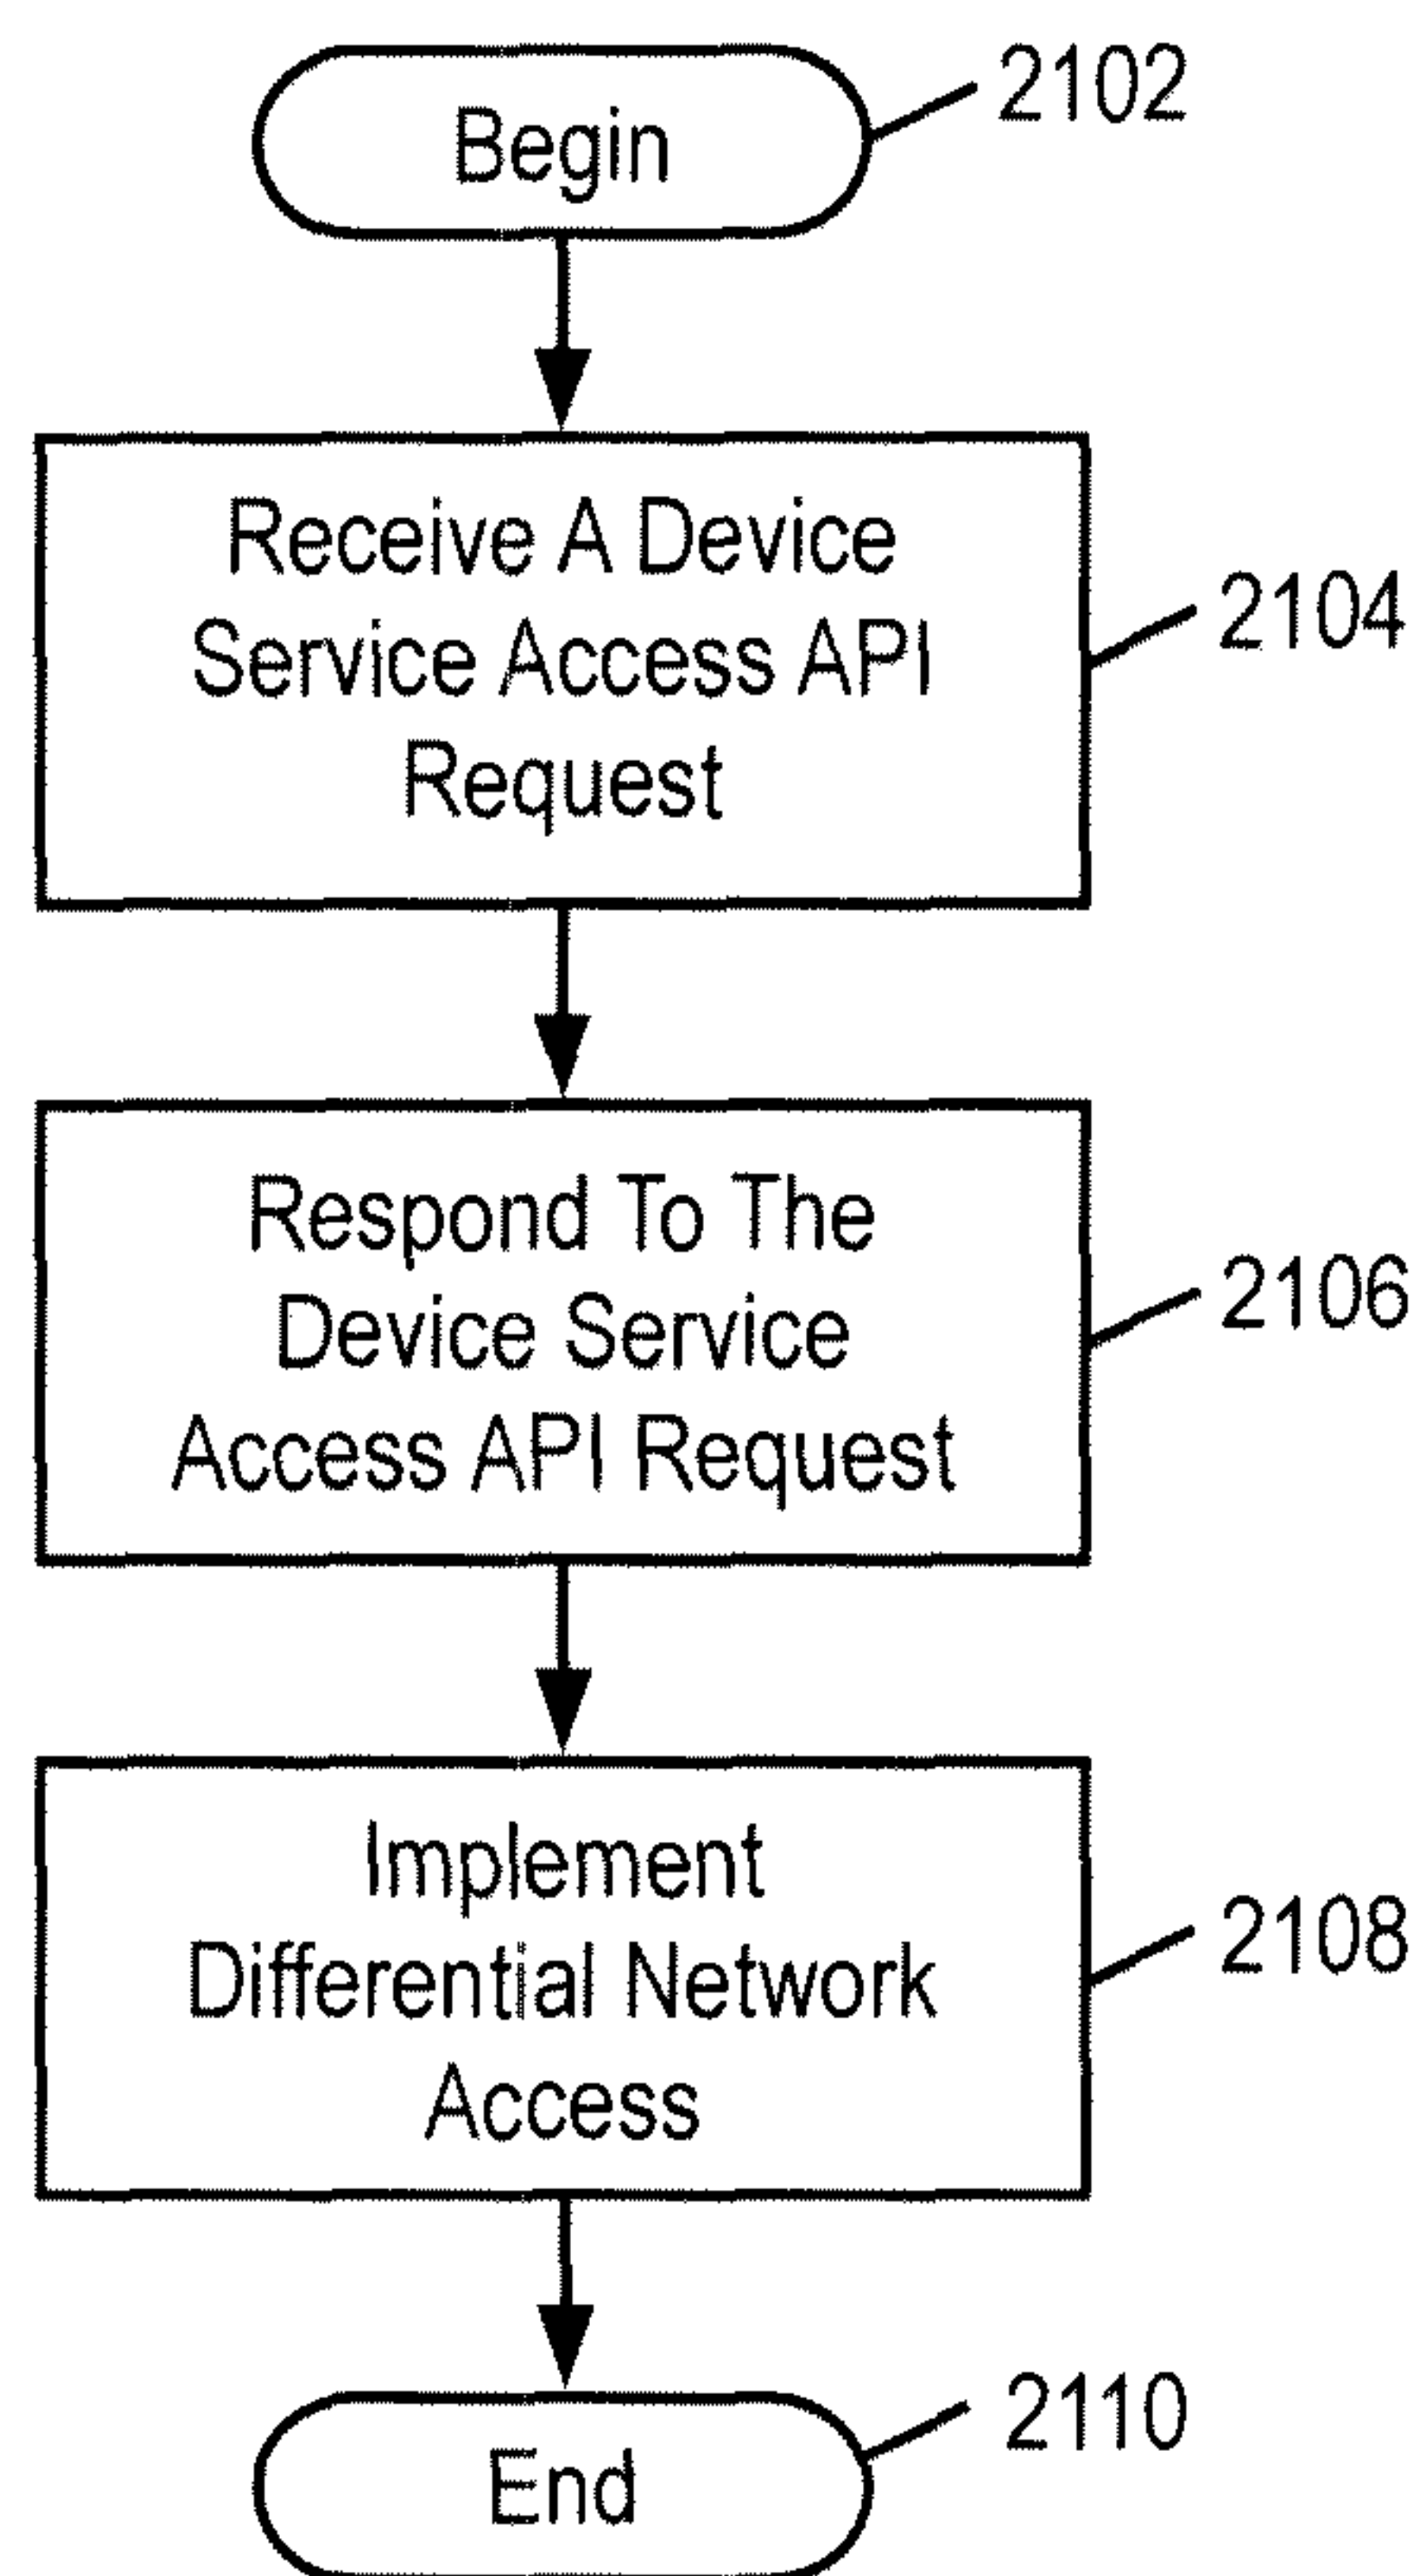 Begin
2102
Receive A Device
Service Access API
Request
2104
Respond To The
Device Service
Access API Request
2106
Implement
Differential Network
Access
2108
End
2110